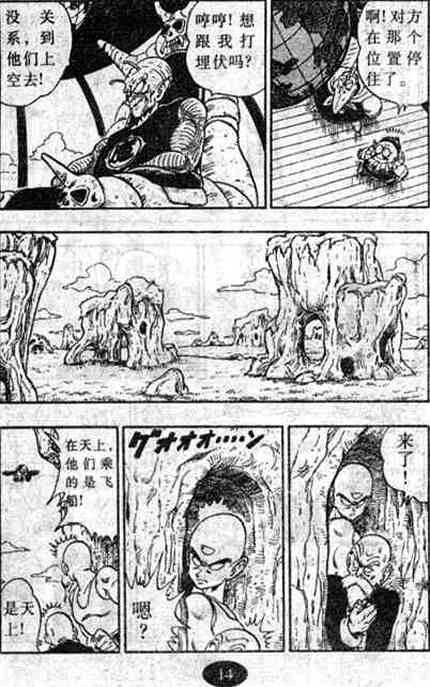 啊!对方
在那个
位置停
住了。
哼哼!想
跟我打
埋伏吗?
没关
系,到
他们上
空去!
来了!
グオオオ‥‥ン
嗯?
在天上,
他们乘
的是飞
船!
是天
上!
14